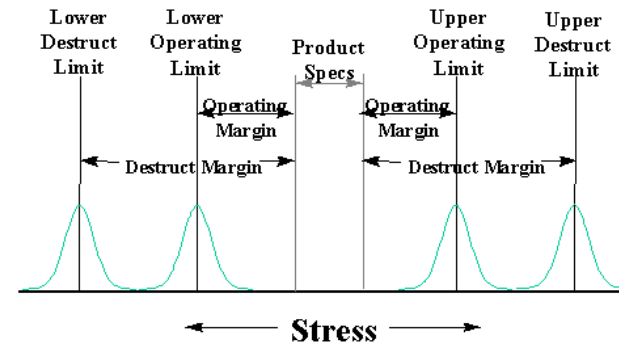 Lower
Destruct
Limit
Lower
Operating
Limit
Product
Specs
Upper
Operating
Limit
Upper
Destruct
Limit
Operating
Margin
Operating
Margin
Destruct Margin
Destruct Margin
Stress